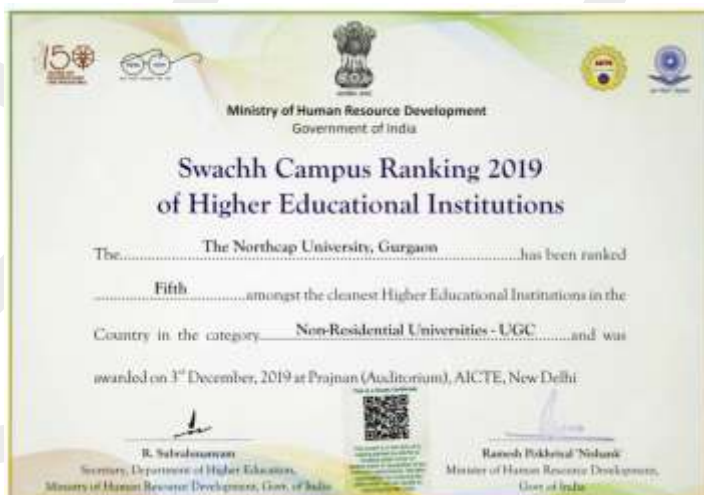 150
Ministry of Human Resource Development
Government of India
Swachh Campus Ranking 2019
of Higher Educational Institutions
The..........The Northcap University, Gurgaon..........has been ranked
..........Fifth..........amongst the cleanest Higher Educational Institutions in the
Country in the category..........Non-Residential Universities - UGC..........and was
awarded on 3rd December, 2019 at Prajnan (Auditorium), AICTE, New Delhi
R. Subrahmanyam
Secretary, Department of Higher Education,
Ministry of Human Resource Development, Govt. of India
Ramesh Pokhriyal 'Nishank'
Minister of Human Resource Development,
Govt of India